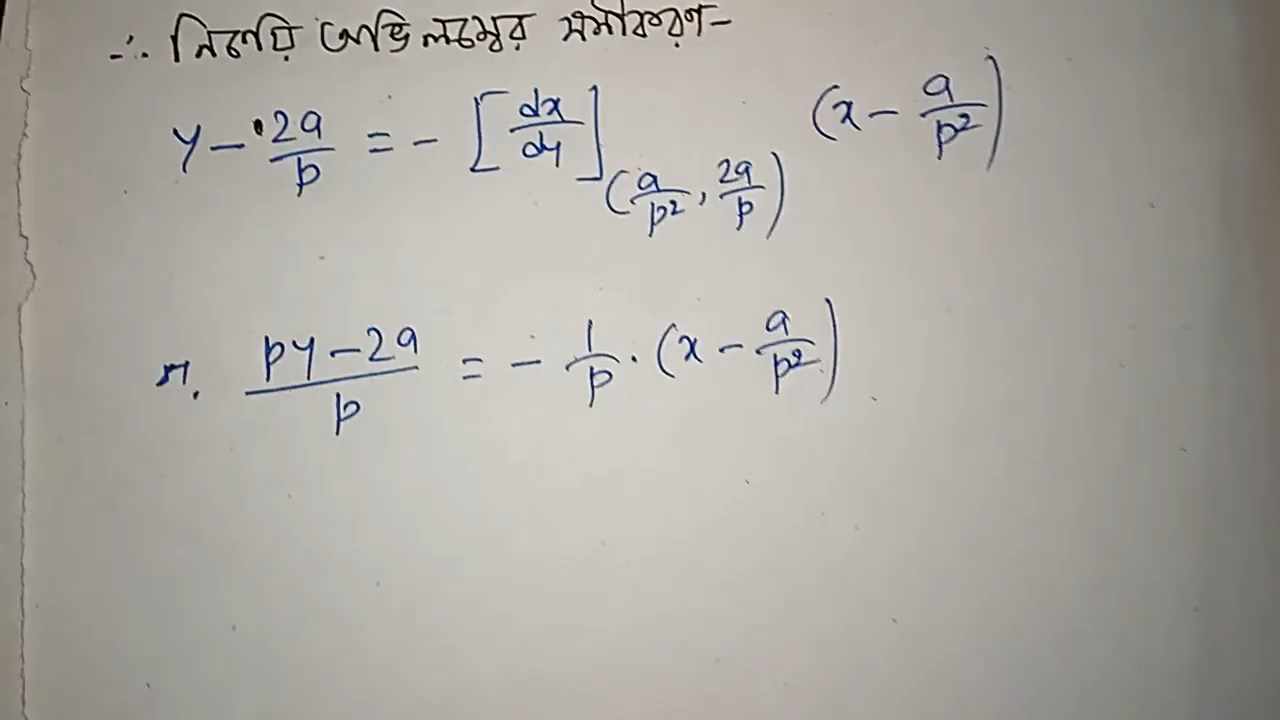 ∴ নির্ণেয় অভিলম্বের সমীকরণ-
y - 2a/p = - [dx/dy](a/p², 2a/p) (x - a/p²)
বা, (py - 2a)/p = - 1/p · (x - a/p²)